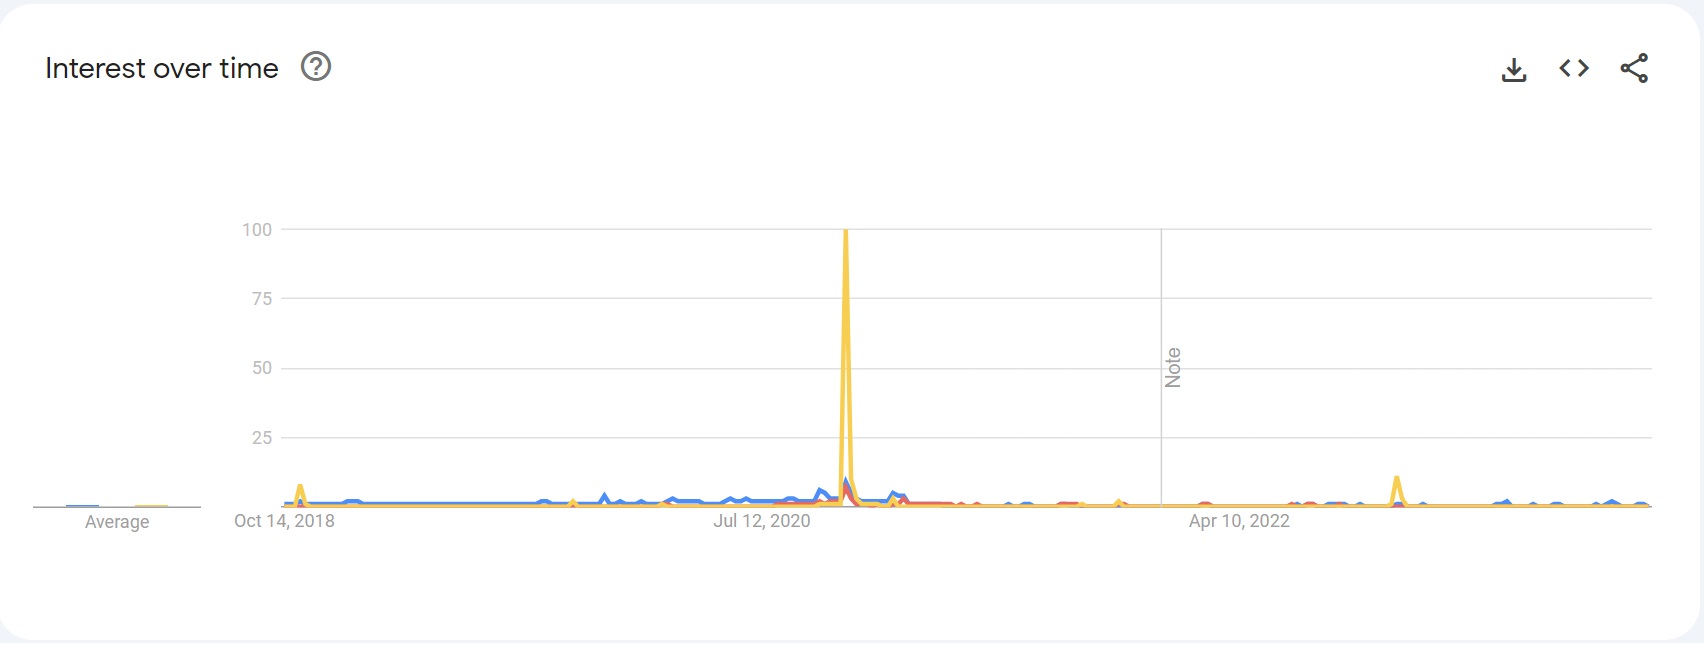 Interest over time
100
75
50
25
Note
Average
Oct 14, 2018
Jul 12, 2020
Apr 10, 2022